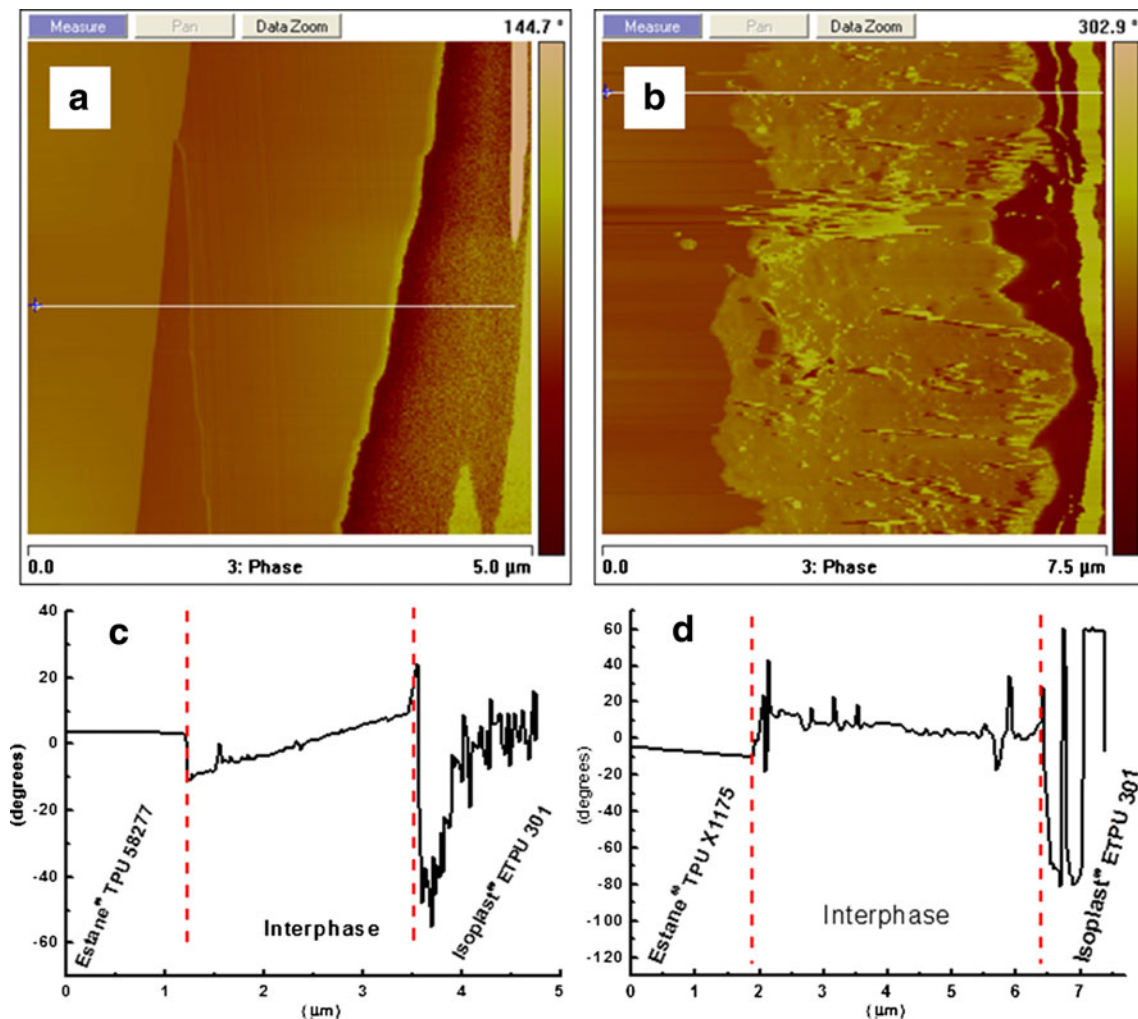 Measure Pan Data Zoom 144.7 °
a
0.0 3: Phase 5.0 µm
Measure Pan Data Zoom 302.9 °
b
0.0 3: Phase 7.5 µm
c
40
20
0
-20
-40
-60
(degrees)
Estane TPU 58277
Interphase
Isoplast ETPU 301
0 1 2 3 4 5
(µm)
d
60
40
20
0
-20
-40
-60
-80
-100
-120
(degrees)
Estane TPU X1175
Interphase
Isoplast ETPU 301
0 1 2 3 4 5 6 7
(µm)